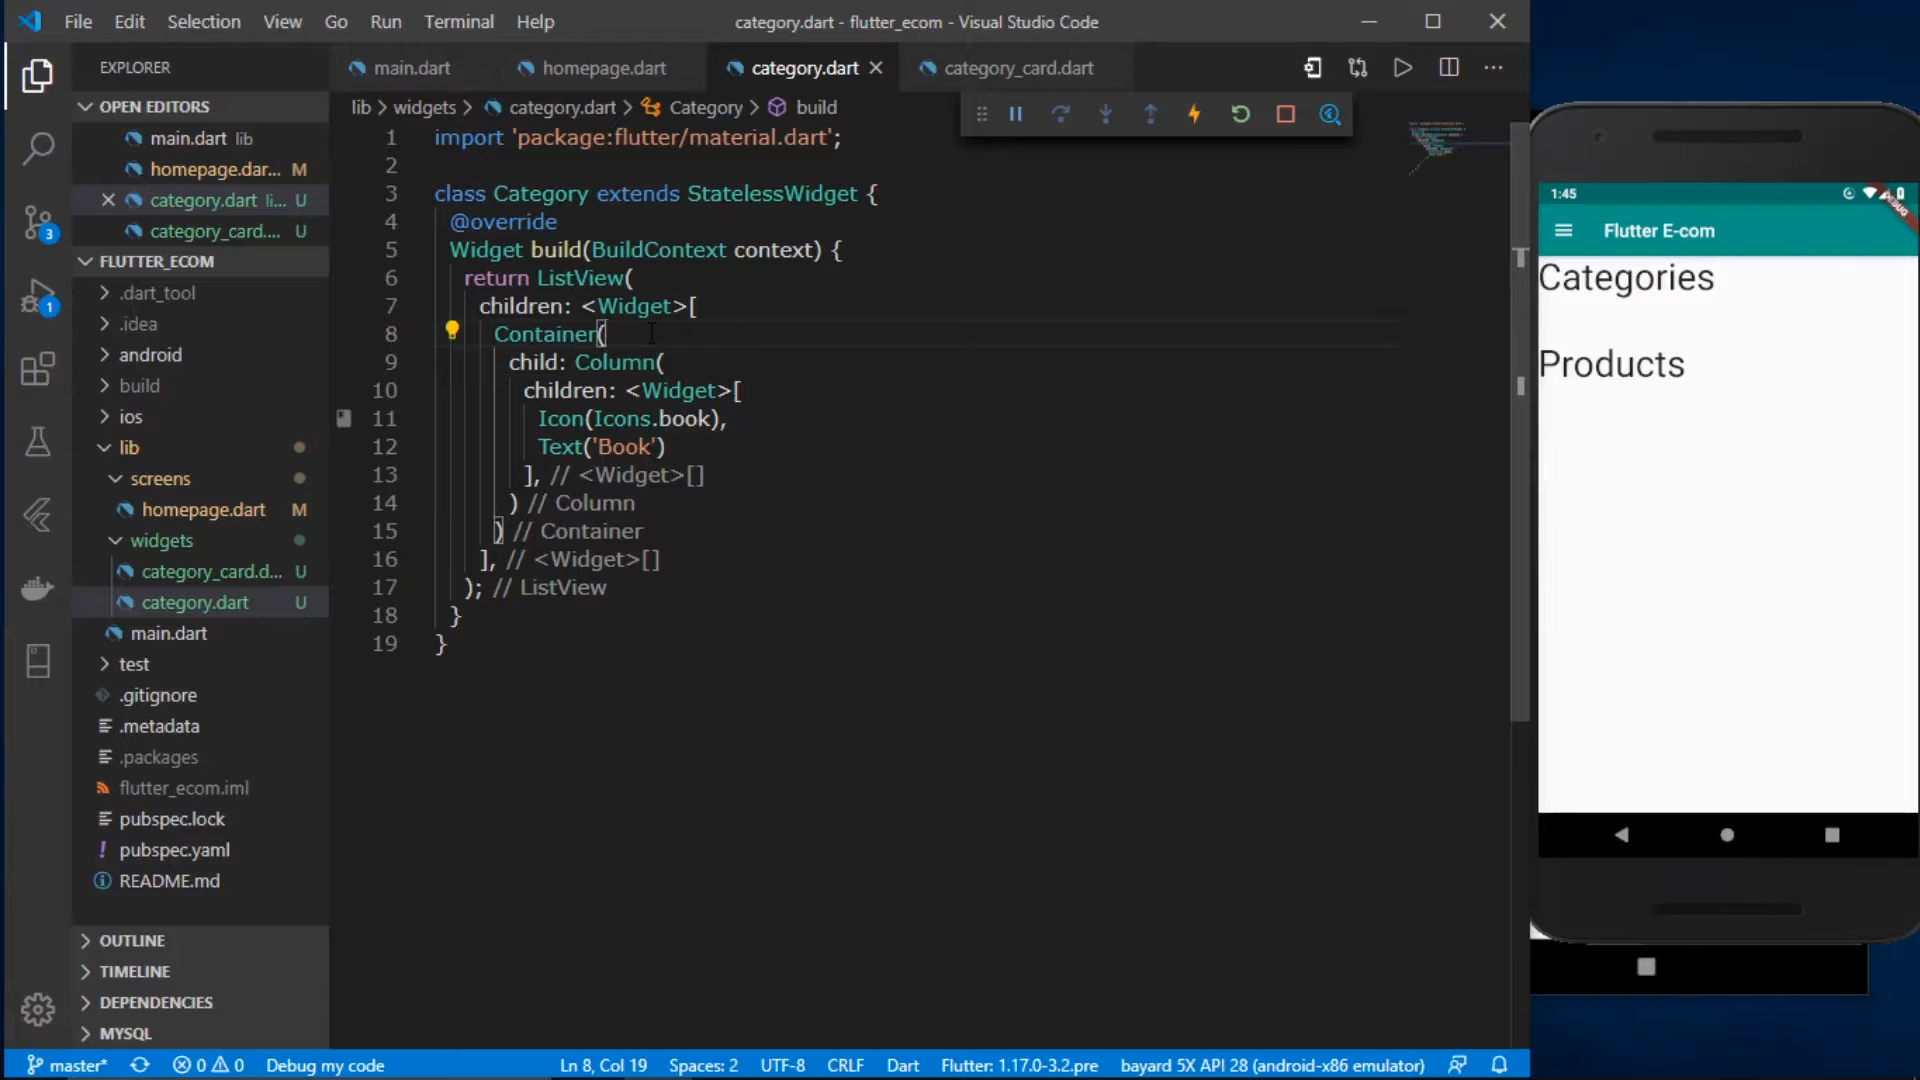 File Edit Selection View Go Run Terminal Help
category.dart - flutter_ecom - Visual Studio Code
EXPLORER
main.dart
homepage.dart
category.dart
category_card.dart
OPEN EDITORS
main.dart lib
homepage.dar... M
category.dart li... U
category_card.... U
FLUTTER_ECOM
.dart_tool
.idea
android
build
ios
lib
screens
homepage.dart M
widgets
category_card.d... U
category.dart U
main.dart
test
.gitignore
.metadata
.packages
flutter_ecom.iml
pubspec.lock
pubspec.yaml
README.md
OUTLINE
TIMELINE
DEPENDENCIES
MYSQL
3
1
lib > widgets > category.dart > Category > build
1 import 'package:flutter/material.dart';
2
3 class Category extends StatelessWidget {
4 @override
5 Widget build(BuildContext context) {
6 return ListView(
7 children: <Widget>[
8 Container(
9 child: Column(
10 children: <Widget>[
11 Icon(Icons.book),
12 Text('Book')
13 ], // <Widget>[]
14 ) // Column
15 ) // Container
16 ], // <Widget>[]
17 ); // ListView
18 }
19 }
1:45
DEBUG
Flutter E-com
Categories
Products
master* 0 0 Debug my code Ln 8, Col 19 Spaces: 2 UTF-8 CRLF Dart Flutter: 1.17.0-3.2.pre bayard 5X API 28 (android-x86 emulator)